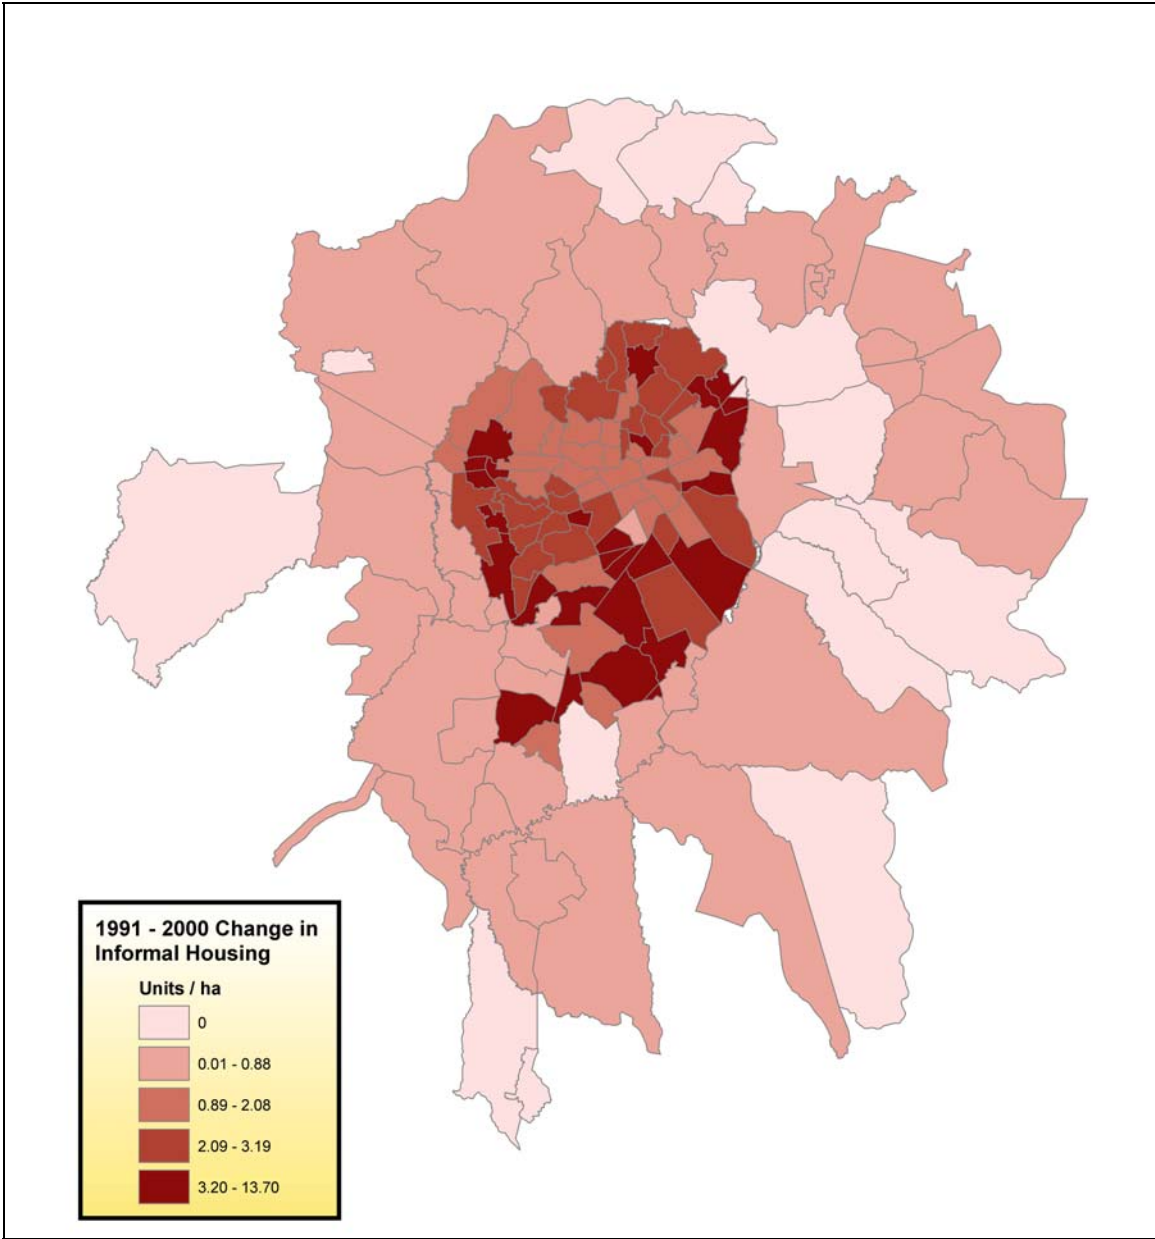 1991 - 2000 Change in
Informal Housing
Units / ha
0
0.01 - 0.88
0.89 - 2.08
2.09 - 3.19
3.20 - 13.70